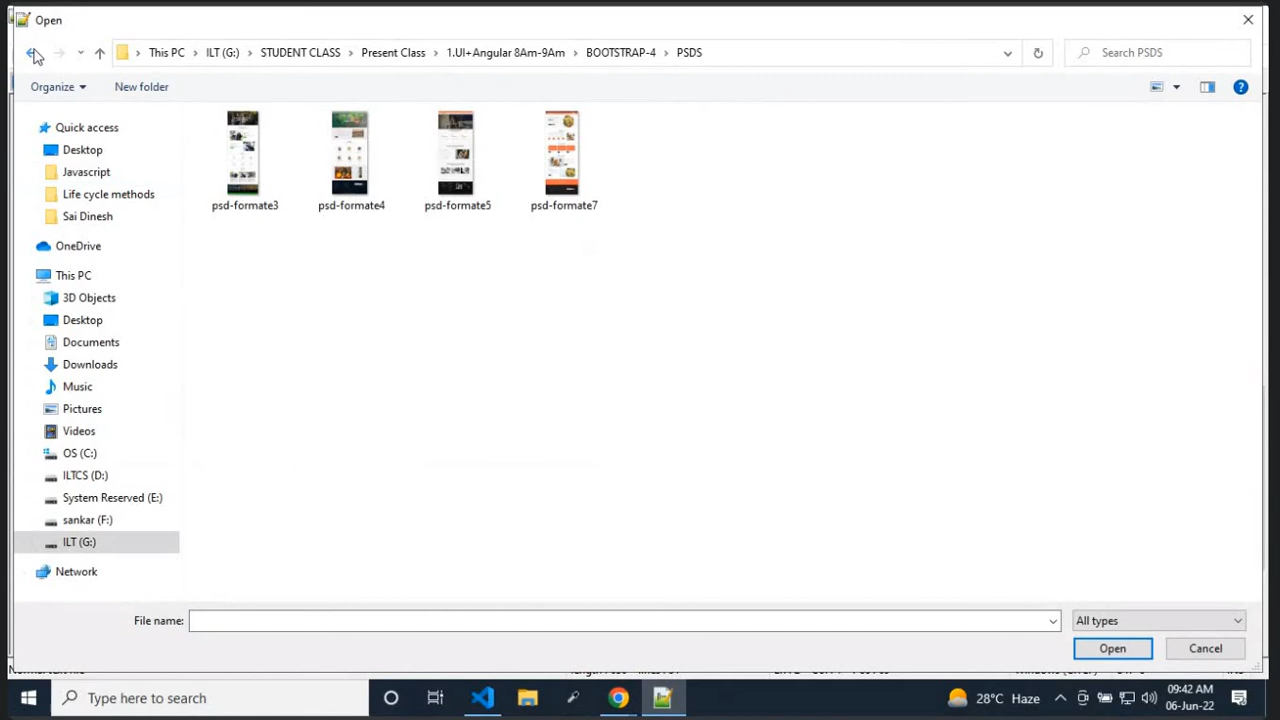 Open
This PC › ILT (G:) › STUDENT CLASS › Present Class › 1.UI+Angular 8Am-9Am › BOOTSTRAP-4 › PSDS
Search PSDS
Organize
New folder
Quick access
Desktop
Javascript
Life cycle methods
Sai Dinesh
OneDrive
This PC
3D Objects
Desktop
Documents
Downloads
Music
Pictures
Videos
OS (C:)
ILTCS (D:)
System Reserved (E:)
sankar (F:)
ILT (G:)
Network
psd-formate3
psd-formate4
psd-formate5
psd-formate7
File name:
All types
Open
Cancel
Type here to search
28°C Haze
09:42 AM
06-Jun-22